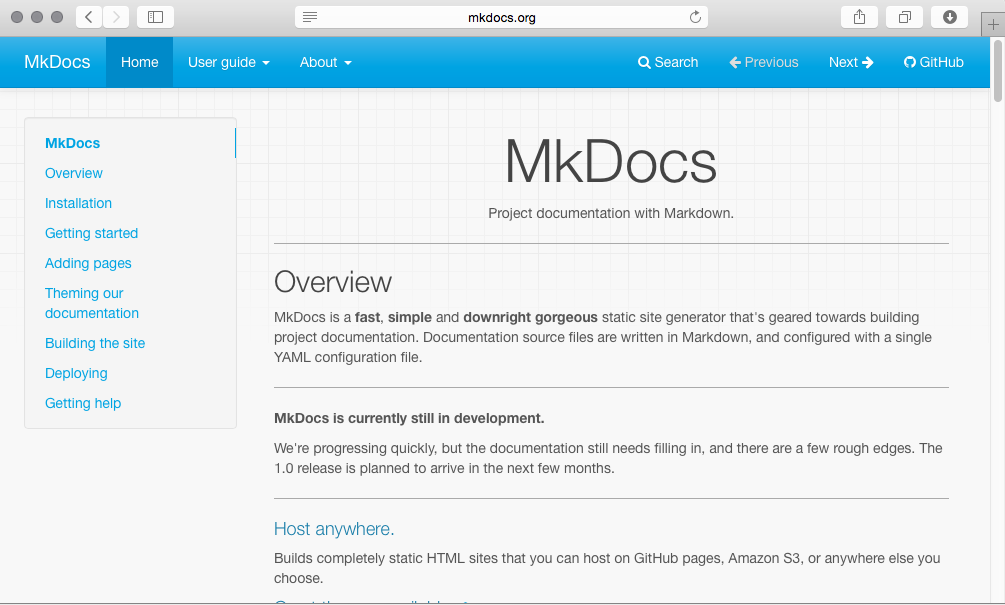 mkdocs.org
MkDocs
Home
User guide
About
Search
Previous
Next
GitHub
MkDocs
Overview
Installation
Getting started
Adding pages
Theming our
documentation
Building the site
Deploying
Getting help
MkDocs
Project documentation with Markdown.
Overview
MkDocs is a fast, simple and downright gorgeous static site generator that's geared towards building
project documentation. Documentation source files are written in Markdown, and configured with a single
YAML configuration file.
MkDocs is currently still in development.
We're progressing quickly, but the documentation still needs filling in, and there are a few rough edges. The
1.0 release is planned to arrive in the next few months.
Host anywhere.
Builds completely static HTML sites that you can host on GitHub pages, Amazon S3, or anywhere else you
choose.